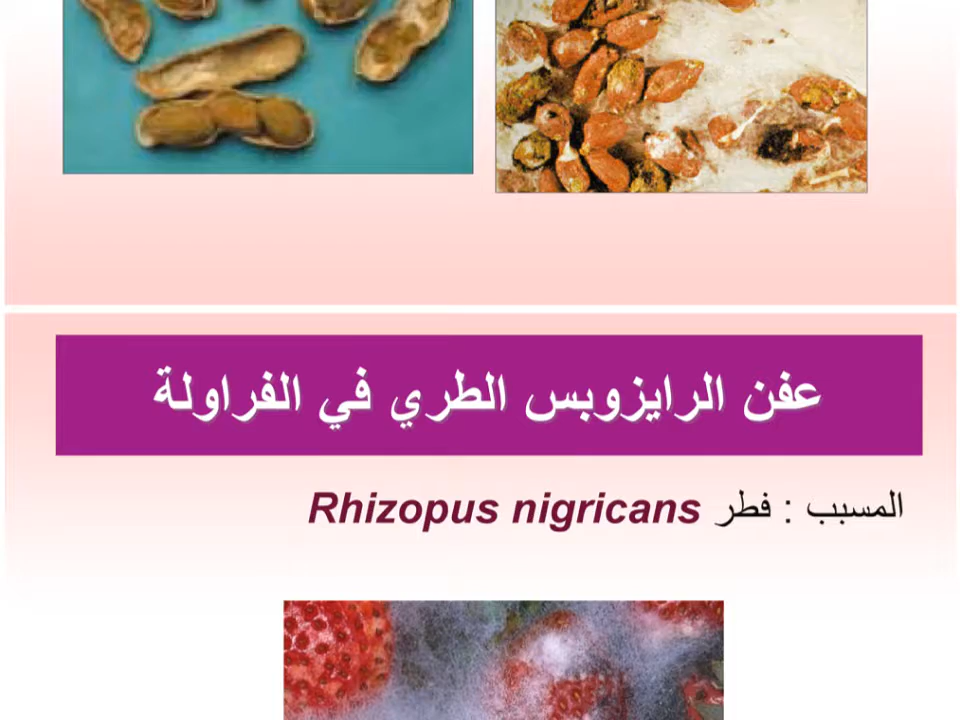 عفن الرايزوبس الطري في الفراولة
المسبب : فطر Rhizopus nigricans